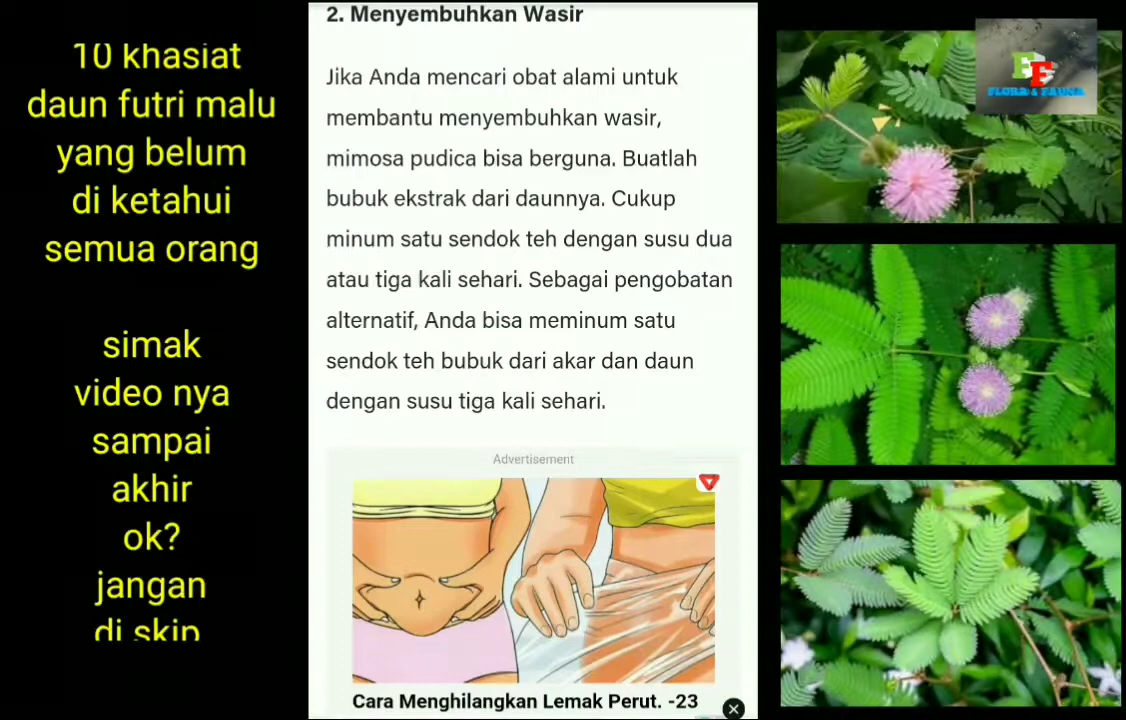 10 khasiat
daun futri malu
yang belum
di ketahui
semua orang
simak
video nya
sampai
akhir
ok?
jangan
di skip
2. Menyembuhkan Wasir
Jika Anda mencari obat alami untuk
membantu menyembuhkan wasir,
mimosa pudica bisa berguna. Buatlah
bubuk ekstrak dari daunnya. Cukup
minum satu sendok teh dengan susu dua
atau tiga kali sehari. Sebagai pengobatan
alternatif, Anda bisa meminum satu
sendok teh bubuk dari akar dan daun
dengan susu tiga kali sehari.
Advertisement
Cara Menghilangkan Lemak Perut. -23
FF
FLORA & FAUNA